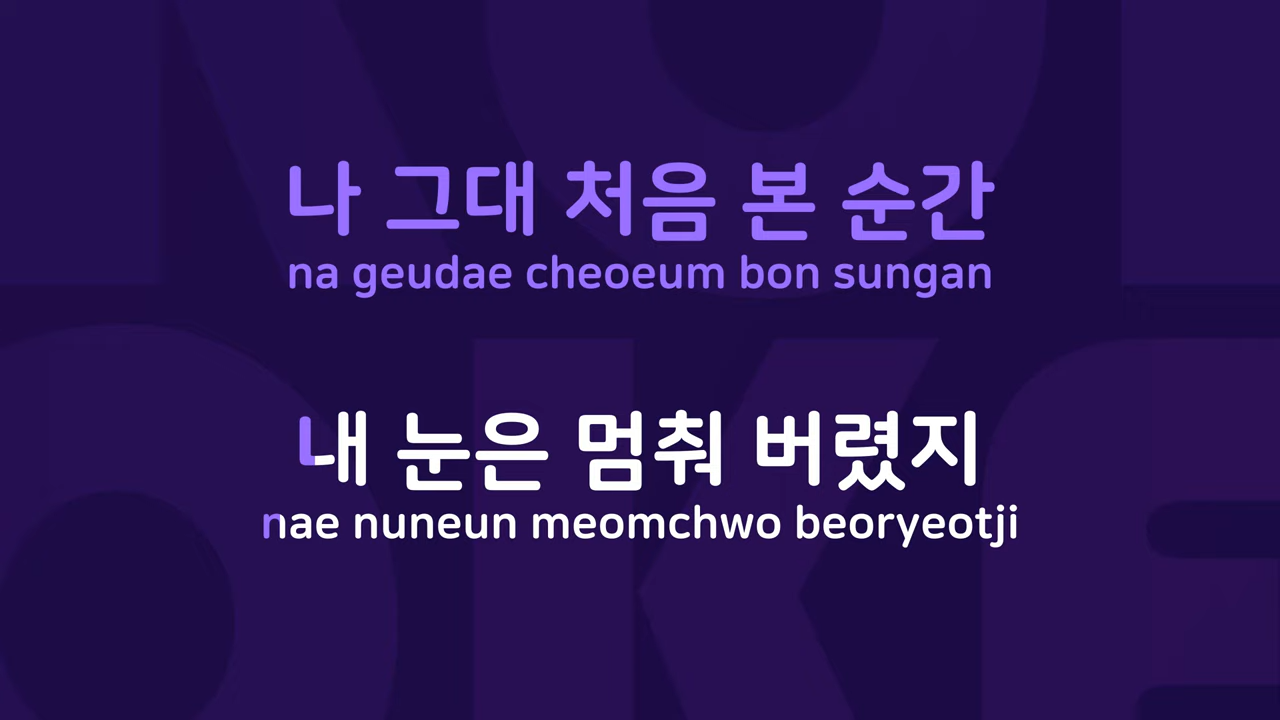 나 그대 처음 본 순간
na geudae cheoeum bon sungan
내 눈은 멈춰 버렸지
nae nuneun meomchwo beoryeotji